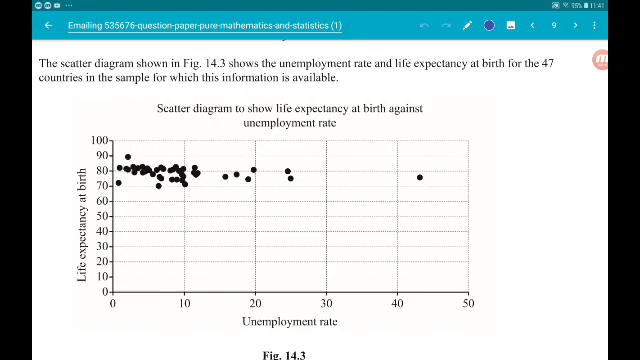 95% 11:41
Emailing 535676-question-paper-pure-mathematics-and-statistics (1)
9
The scatter diagram shown in Fig. 14.3 shows the unemployment rate and life expectancy at birth for the 47
countries in the sample for which this information is available.
Scatter diagram to show life expectancy at birth against
unemployment rate
100
90
80
70
60
50
40
30
20
10
0
Life expectancy at birth
0 10 20 30 40 50
Unemployment rate
Fig. 14.3